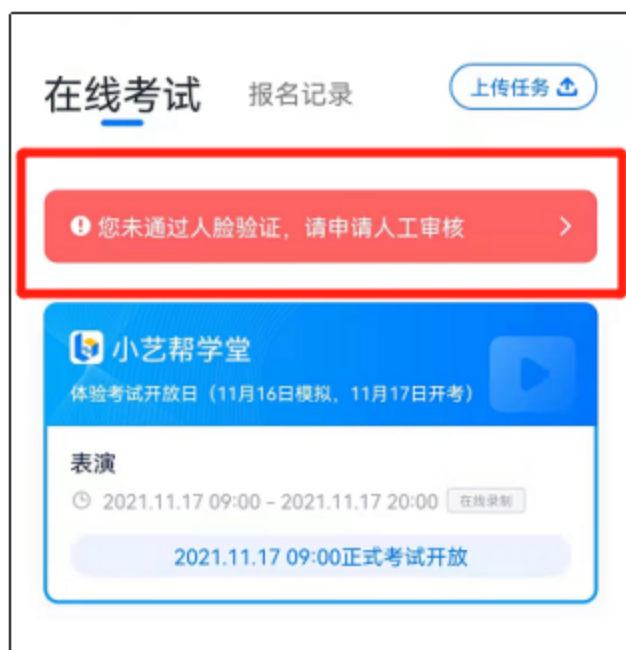 在线考试 报名记录 上传任务
您未通过人脸验证，请申请人工审核
小艺帮学堂
体验考试开放日（11月16日模拟，11月17日开考）
表演
2021.11.17 09:00 - 2021.11.17 20:00 在线录制
2021.11.17 09:00正式考试开放